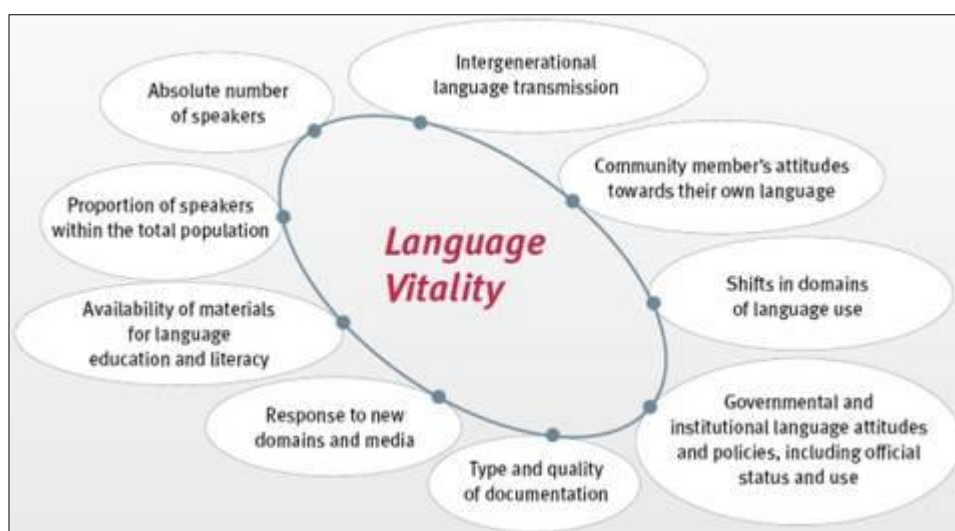 Intergenerational
language transmission
Absolute number
of speakers
Community member's attitudes
towards their own language
Proportion of speakers
within the total population
Language
Vitality
Shifts in domains
of language use
Availability of materials
for language
education and literacy
Governmental and
institutional language attitudes
and policies, including official
status and use
Response to new
domains and media
Type and quality
of documentation